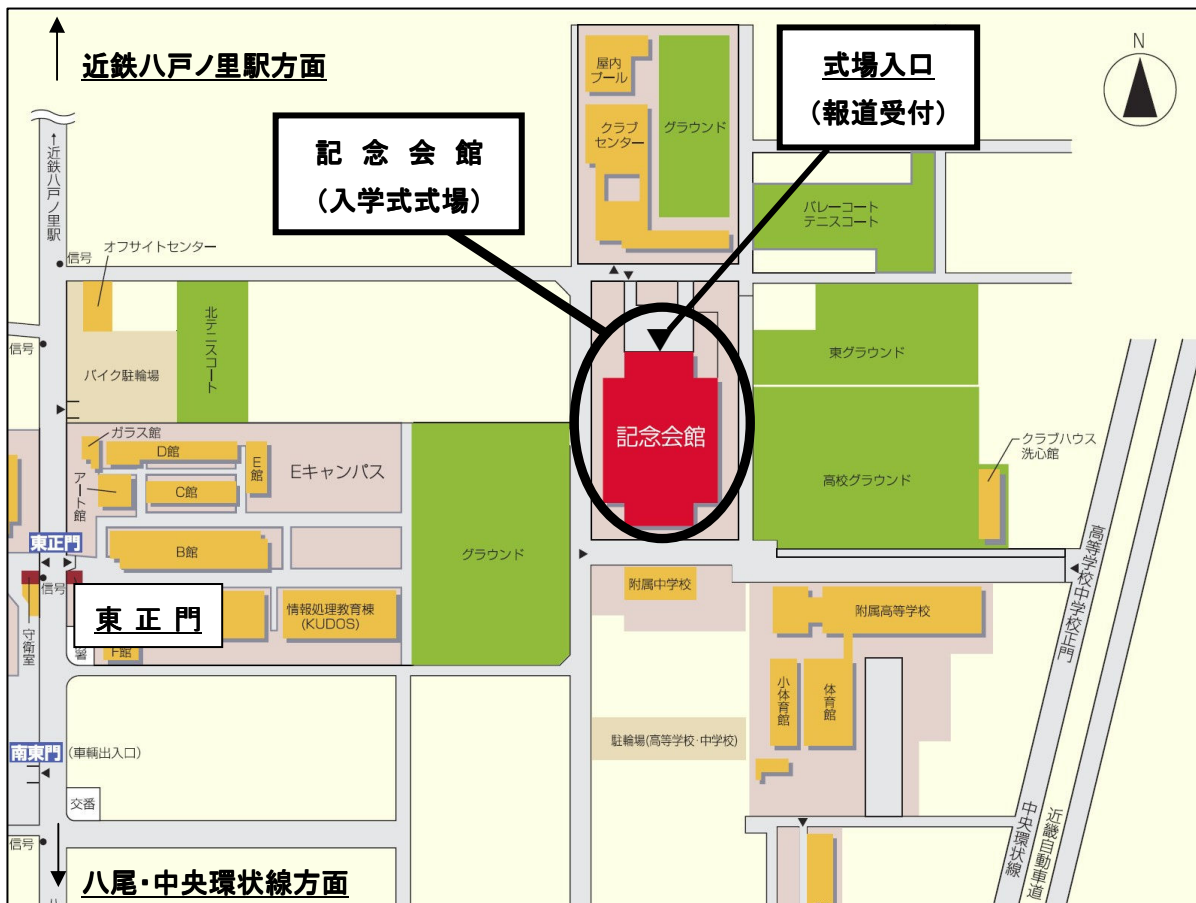 近鉄八戸ノ里駅方面
式場入口
(報道受付)
N
記念会館
(入学式式場)
屋内
プール
クラブ
センター
グラウンド
バレーコート
テニスコート
←近鉄八戸ノ里駅
オフサイトセンター
信号
信号
北テニスコート
バイク駐輪場
東グラウンド
記念会館
ガラス館
D館
E館
Eキャンパス
アート館
C館
高校グラウンド
クラブハウス
洗心館
東正門
B館
グラウンド
信号
東正門
情報処理教育棟
(KUDOS)
守衛室
署
F館
附属中学校
附属高等学校
高等学校中学校正門
小体育館
体育館
南東門
(車輌出入口)
駐輪場(高等学校・中学校)
交番
信号
八尾・中央環状線方面
中央環状線
近畿自動車道